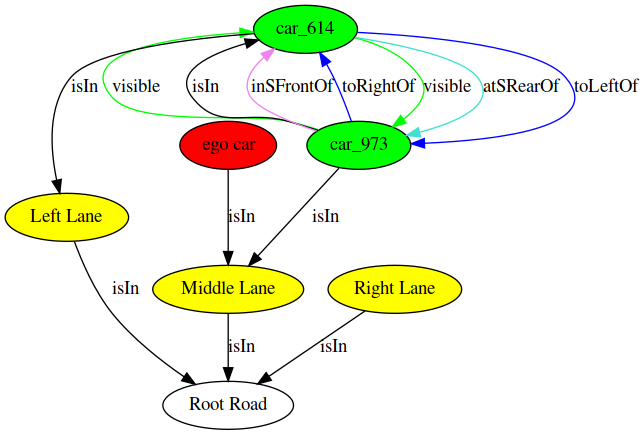 car_614
isIn visible isIn inSFrontOf toRightOf visible atSRearOf toLeftOf
ego car car_973
Left Lane isIn isIn
isIn Middle Lane Right Lane
isIn isIn
Root Road